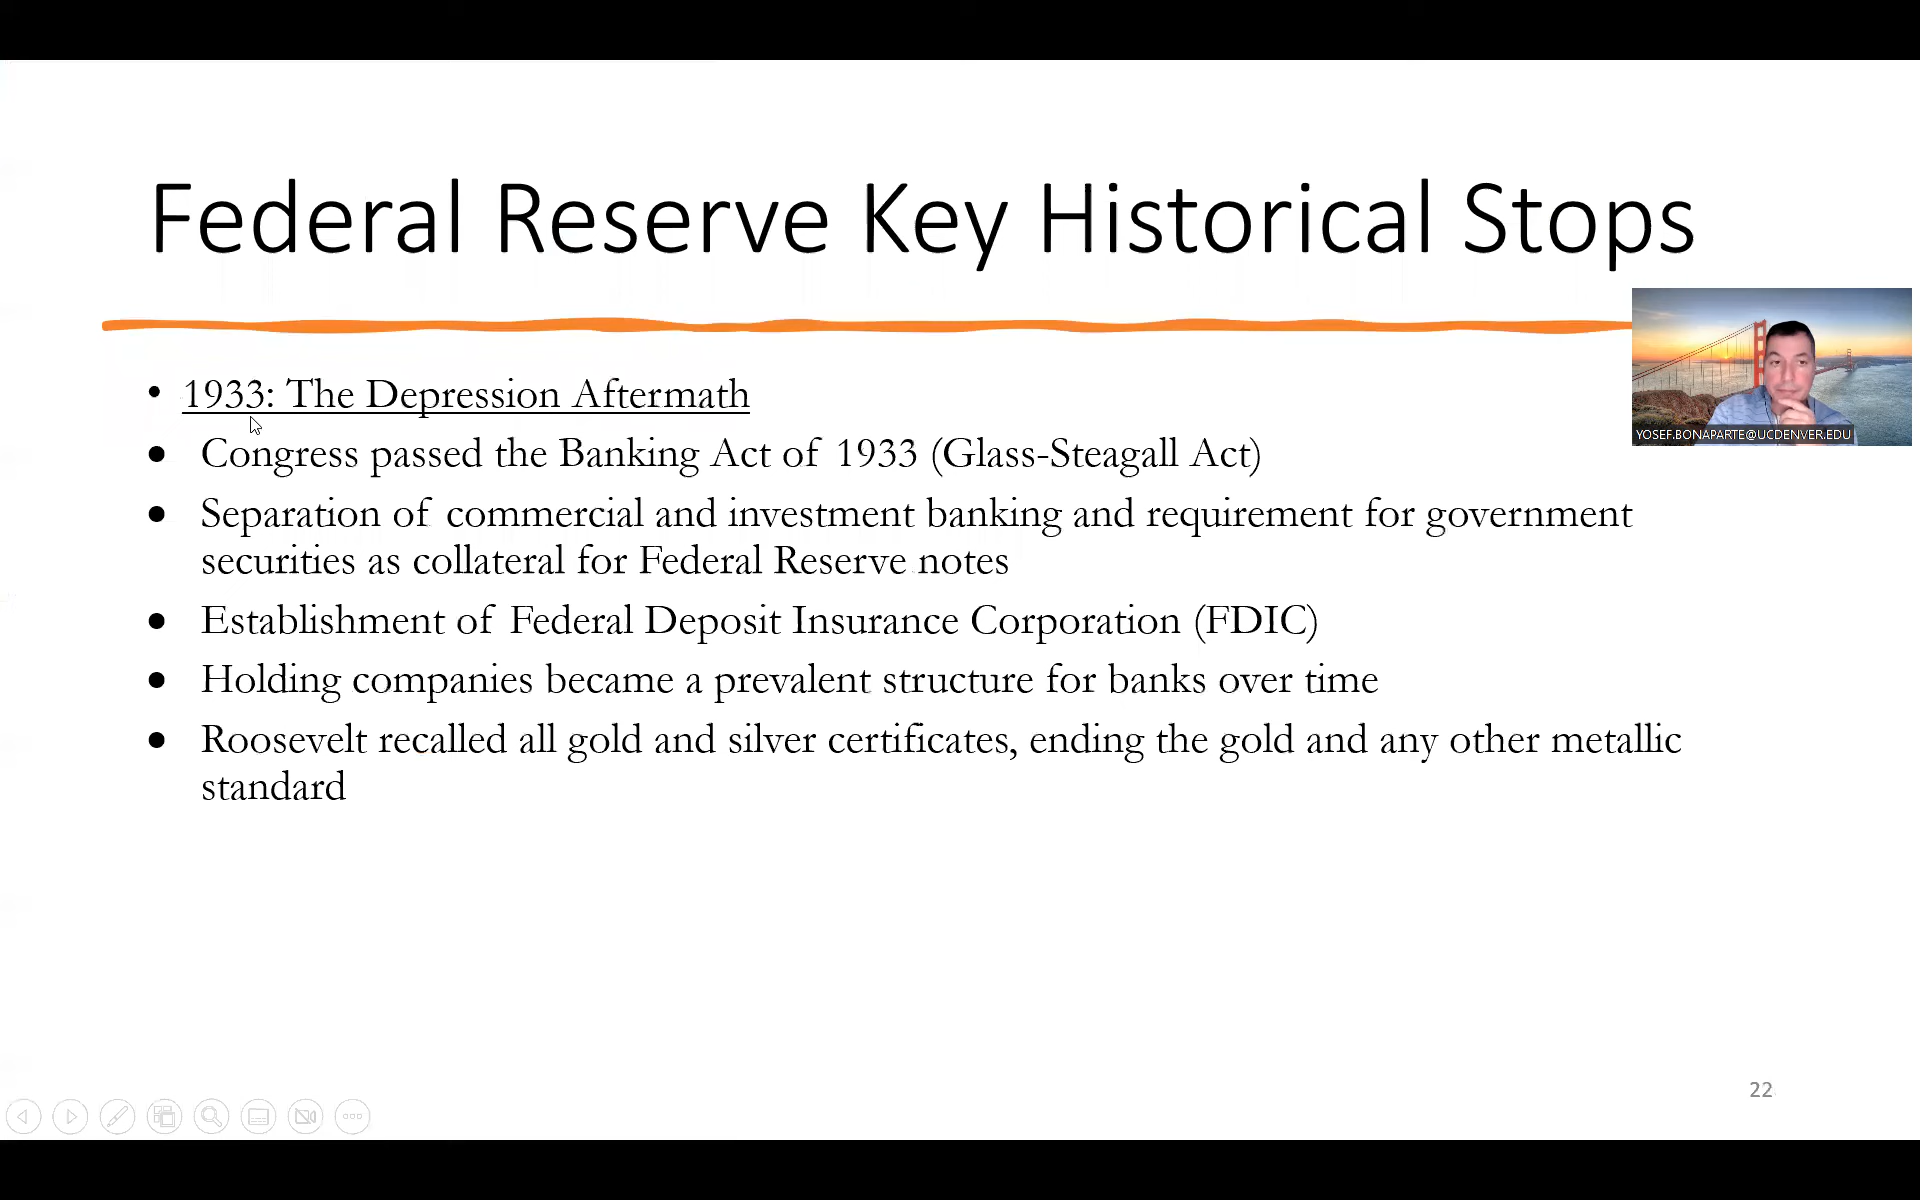 Federal Reserve Key Historical Stops
• 1933: The Depression Aftermath
● Congress passed the Banking Act of 1933 (Glass-Steagall Act)
● Separation of commercial and investment banking and requirement for government
securities as collateral for Federal Reserve notes
● Establishment of Federal Deposit Insurance Corporation (FDIC)
● Holding companies became a prevalent structure for banks over time
● Roosevelt recalled all gold and silver certificates, ending the gold and any other metallic
standard
YOSEF.BONAPARTE@UCDENVER.EDU
22